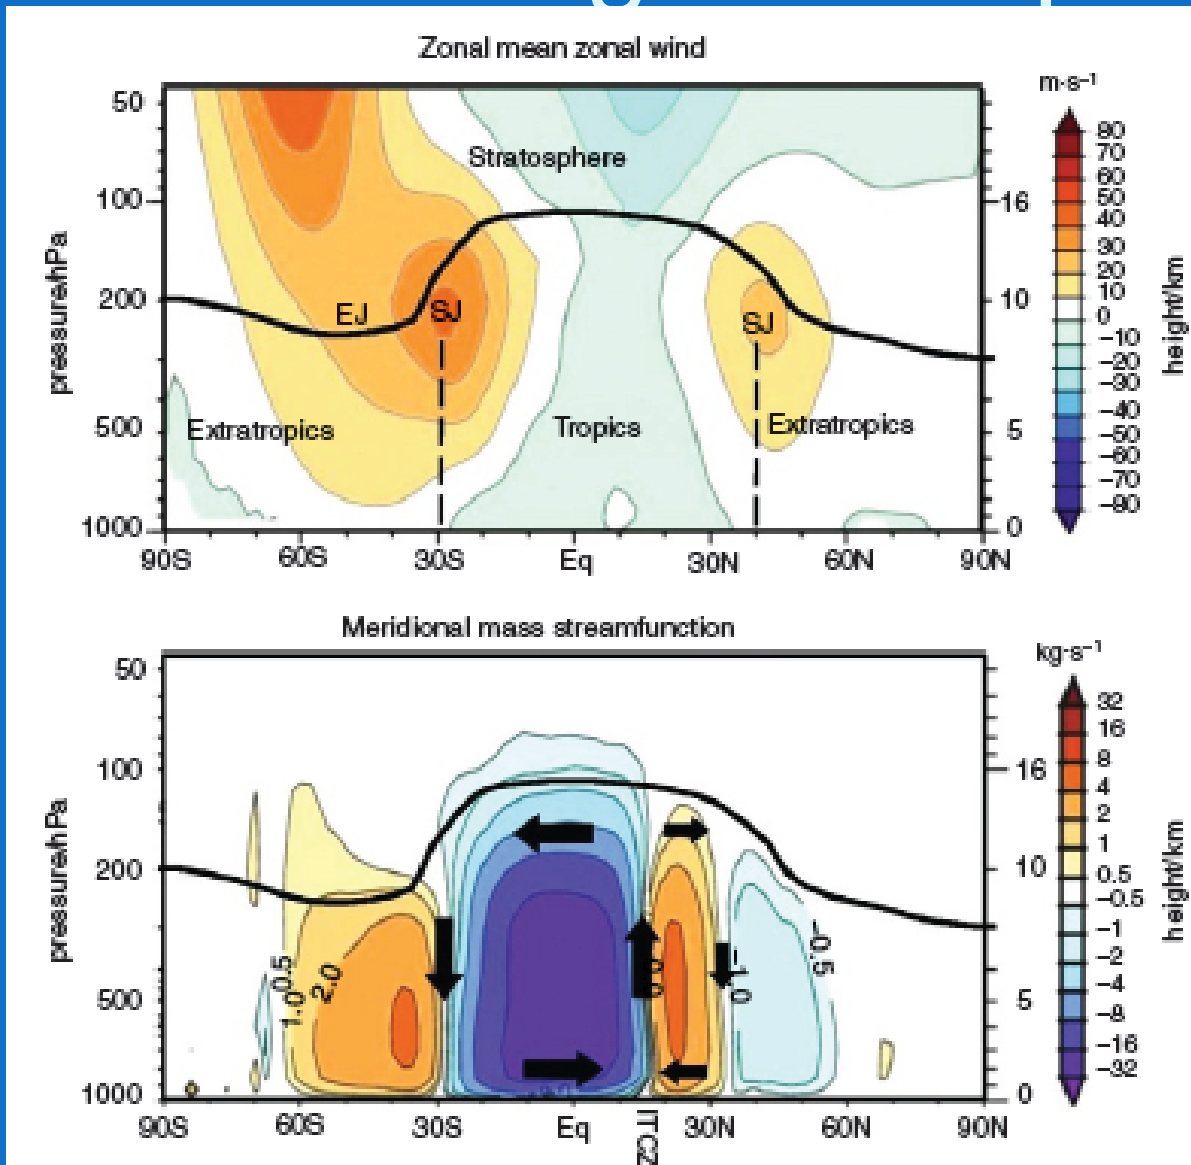 Zonal mean zonal wind
m·s⁻¹
50
100
200
500
1000
pressure/hPa
Stratosphere
EJ
SJ
SJ
Extratropics
Tropics
Extratropics
16
10
5
0
height/km
80
70
60
50
40
30
20
10
0
−10
−20
−30
−40
−50
−60
−70
−80
90S
60S
30S
Eq
30N
60N
90N
Meridional mass streamfunction
kg·s⁻¹
50
100
200
500
1000
pressure/hPa
0.5
1.0
2.0
−1.0
−0.5
16
10
5
0
height/km
32
16
8
4
2
1
0.5
−0.5
−1
−2
−4
−8
−16
−32
90S
60S
30S
Eq
ITCZ
30N
60N
90N